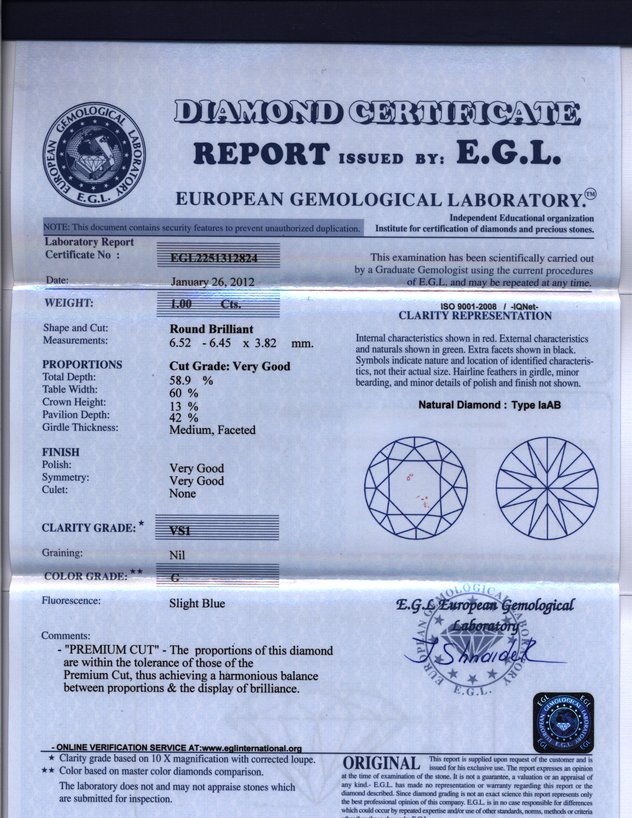 DIAMOND CERTIFICATE
REPORT ISSUED BY: E.G.L.
EUROPEAN GEMOLOGICAL LABORATORY.™
EUROPEAN GEMOLOGICAL LABORATORY
E.G.L.
Independent Educational organization
Institute for certification of diamonds and precious stones.
NOTE: This document contains security features to prevent unauthorized duplication.
Laboratory Report
Certificate No : EGL2251312824
Date: January 26, 2012
This examination has been scientifically carried out
by a Graduate Gemologist using the current procedures
of E.G.L. and may be repeated at any time.
WEIGHT: 1.00 Cts.
Shape and Cut: Round Brilliant
Measurements: 6.52 - 6.45 x 3.82 mm.
PROPORTIONS Cut Grade: Very Good
Total Depth: 58.9 %
Table Width: 60 %
Crown Height: 13 %
Pavilion Depth: 42 %
Girdle Thickness: Medium, Faceted
FINISH
Polish: Very Good
Symmetry: Very Good
Culet: None
CLARITY GRADE: * VS1
Graining: Nil
COLOR GRADE: ** G
Fluorescence: Slight Blue
Comments:
- "PREMIUM CUT" - The proportions of this diamond
are within the tolerance of those of the
Premium Cut, thus achieving a harmonious balance
between proportions & the display of brilliance.
ISO 9001-2008 / -IQNet-
CLARITY REPRESENTATION
Internal characteristics shown in red. External characteristics
and naturals shown in green. Extra facets shown in black.
Symbols indicate nature and location of identified characteris-
tics, not their actual size. Hairline feathers in girdle, minor
bearding, and minor details of polish and finish not shown.
Natural Diamond : Type IaAB
E.G.L European Gemological
Laboratory
Shnaider
EUROPEAN GEMOLOGICAL LABORATORY
E.G.L.
EGL EGL
EUROPEAN GEMOLOGICAL LABORATORY
E.G.L.
EGL EGL
- ONLINE VERIFICATION SERVICE AT:www.eglinternational.org
* Clarity grade based on 10 X magnification with corrected loupe.
** Color based on master color diamonds comparison.
The laboratory does not and may not appraise stones which
are submitted for inspection.
ORIGINAL This report is supplied upon request of the customer and is
issued for his exclusive use. The report expresses an opinion
at the time of examination of the stone. It is not a guarantee, a valuation or an appraisal of
any kind.- E.G.L. has made no representation or warranty regarding this report or the
diamond described. Since diamond grading is not an exact science this report represents only
the best professional opinion of this company. E.G.L. is in no case responsible for differences
which could occur by repeated expertise and/or use of other standards, norms, methods or criteria